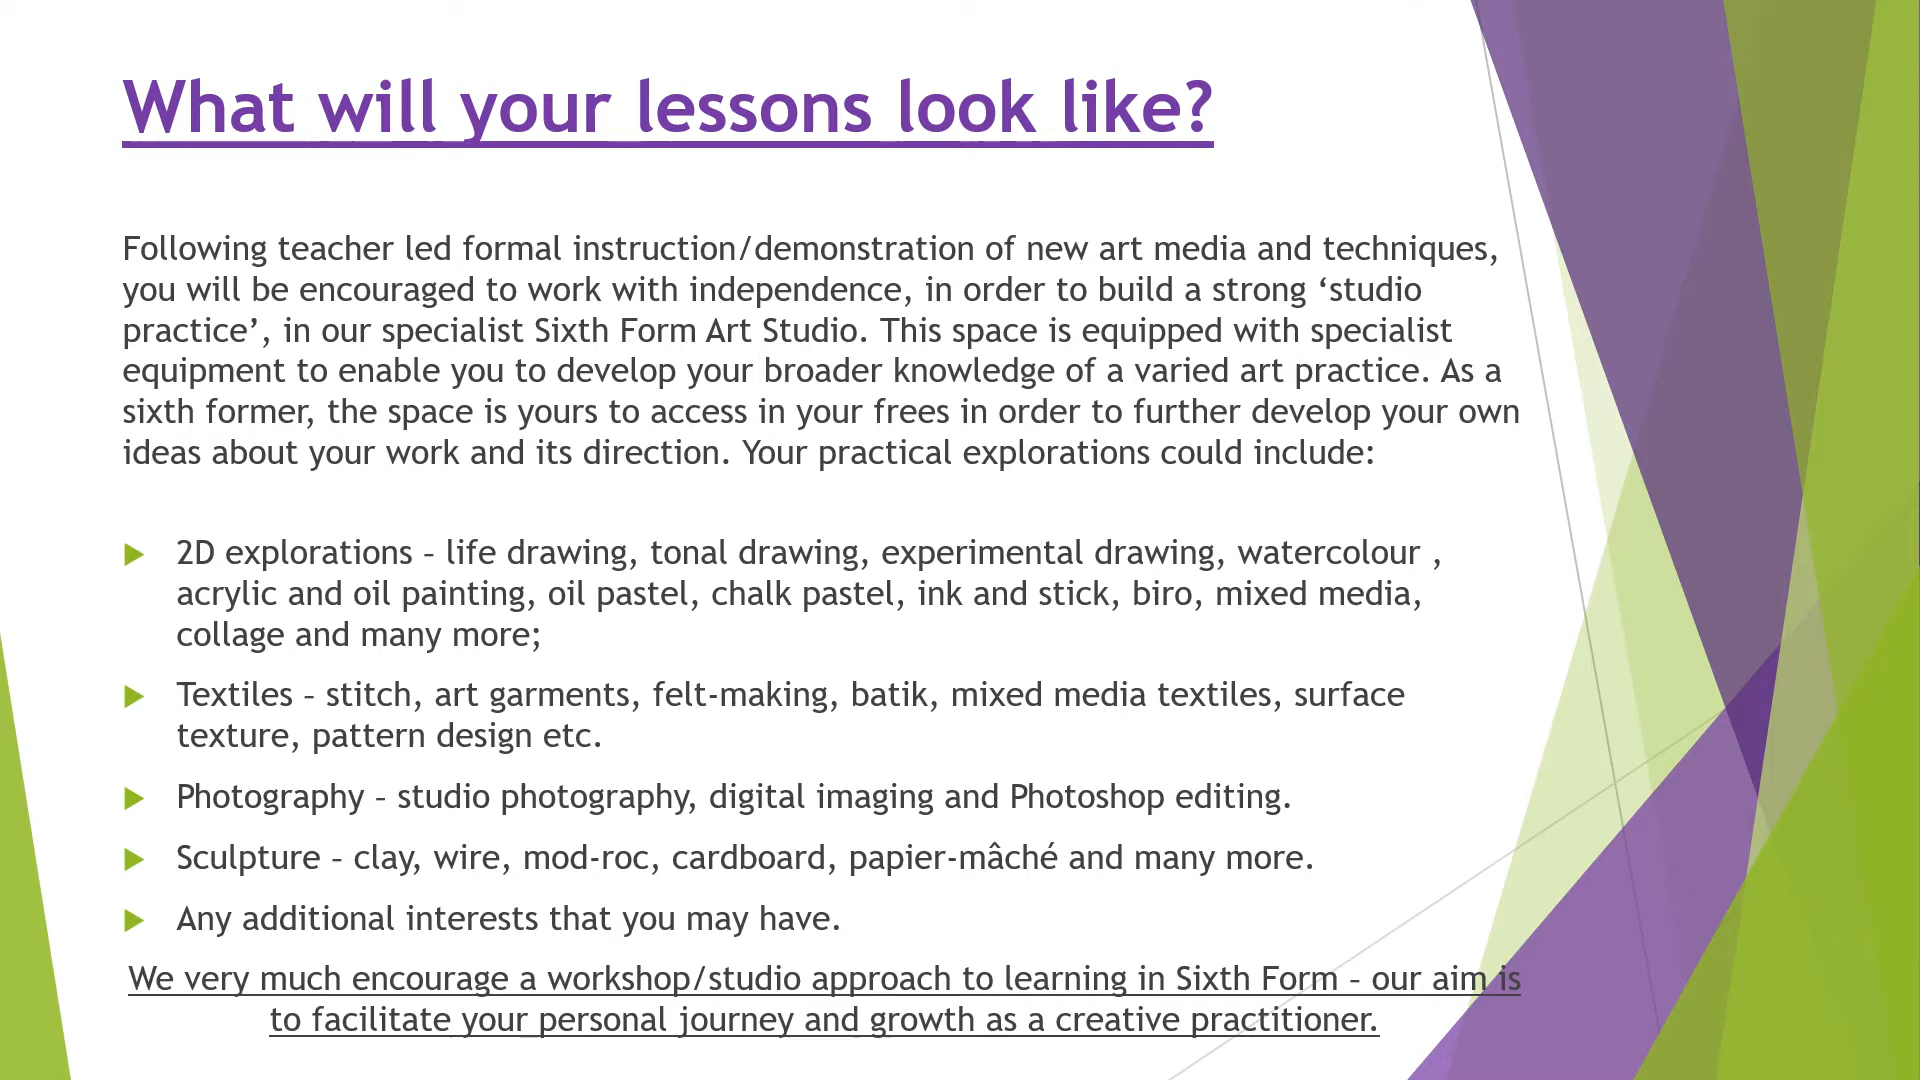 What will your lessons look like?
Following teacher led formal instruction/demonstration of new art media and techniques,
you will be encouraged to work with independence, in order to build a strong ‘studio
practice’, in our specialist Sixth Form Art Studio. This space is equipped with specialist
equipment to enable you to develop your broader knowledge of a varied art practice. As a
sixth former, the space is yours to access in your frees in order to further develop your own
ideas about your work and its direction. Your practical explorations could include:
2D explorations – life drawing, tonal drawing, experimental drawing, watercolour ,
acrylic and oil painting, oil pastel, chalk pastel, ink and stick, biro, mixed media,
collage and many more;
Textiles – stitch, art garments, felt-making, batik, mixed media textiles, surface
texture, pattern design etc.
Photography – studio photography, digital imaging and Photoshop editing.
Sculpture – clay, wire, mod-roc, cardboard, papier-mâché and many more.
Any additional interests that you may have.
We very much encourage a workshop/studio approach to learning in Sixth Form – our aim is
to facilitate your personal journey and growth as a creative practitioner.